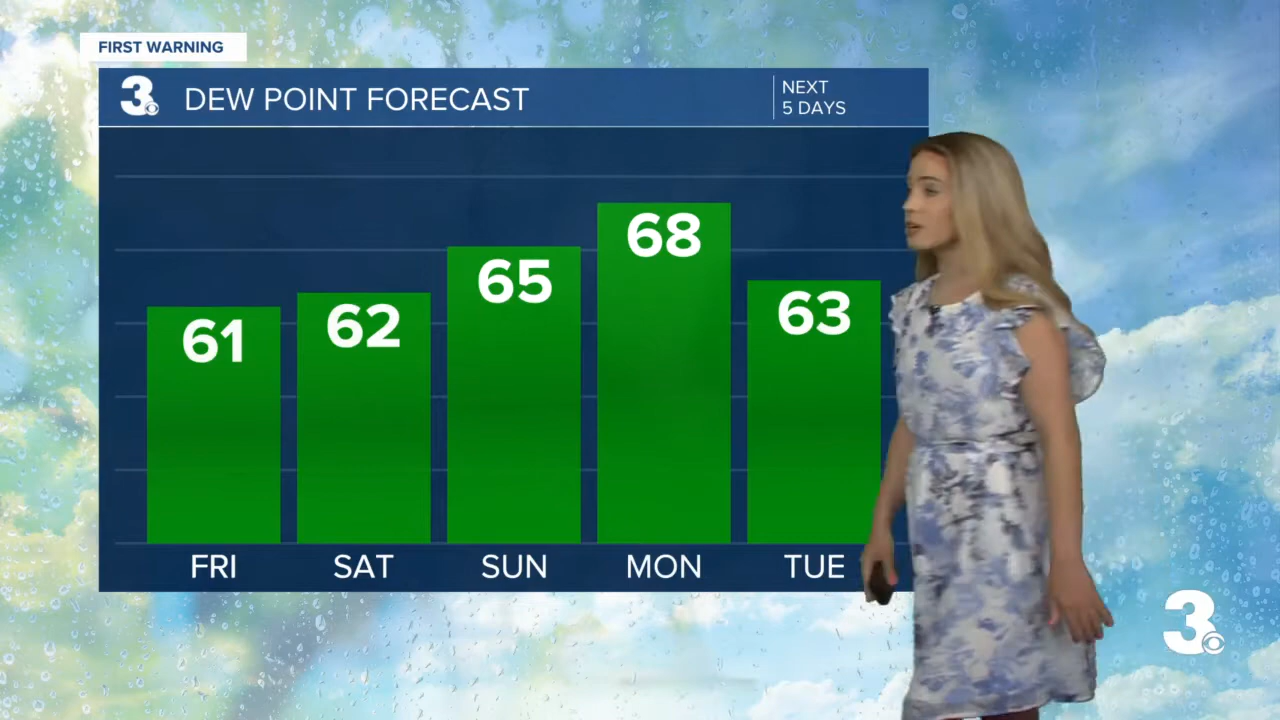 FIRST WARNING
3 DEW POINT FORECAST
NEXT
5 DAYS
61
62
65
68
63
FRI
SAT
SUN
MON
TUE
3